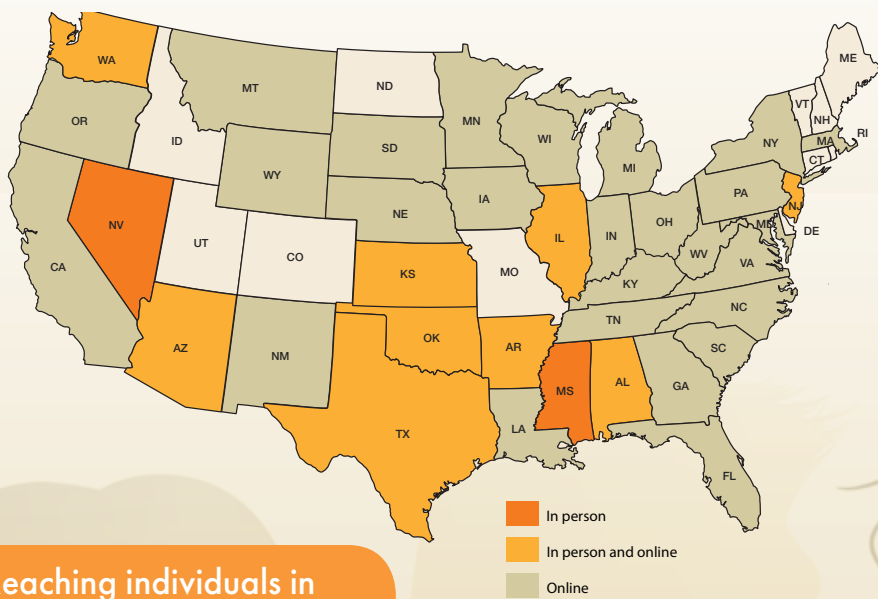 WA
ME
MT
ND
VT
NH
MN
OR
RI
WI
NY
MA
ID
SD
CT
MI
WY
PA
IA
NJ
NE
OH
MD
NV
IN
DE
IL
UT
WV
CO
VA
CA
KS
MO
KY
NC
TN
OK
AZ
AR
SC
NM
MS
AL
GA
TX
LA
FL
In person
In person and online
Online
eaching individuals in